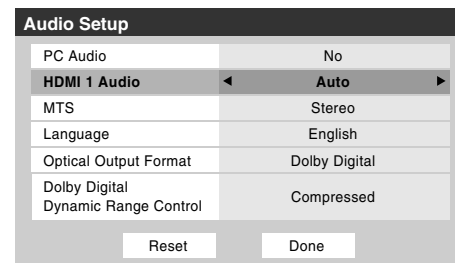 Audio Setup
PC Audio No
HDMI 1 Audio ◀ Auto ▶
MTS Stereo
Language English
Optical Output Format Dolby Digital
Dolby Digital
Dynamic Range Control Compressed
Reset Done